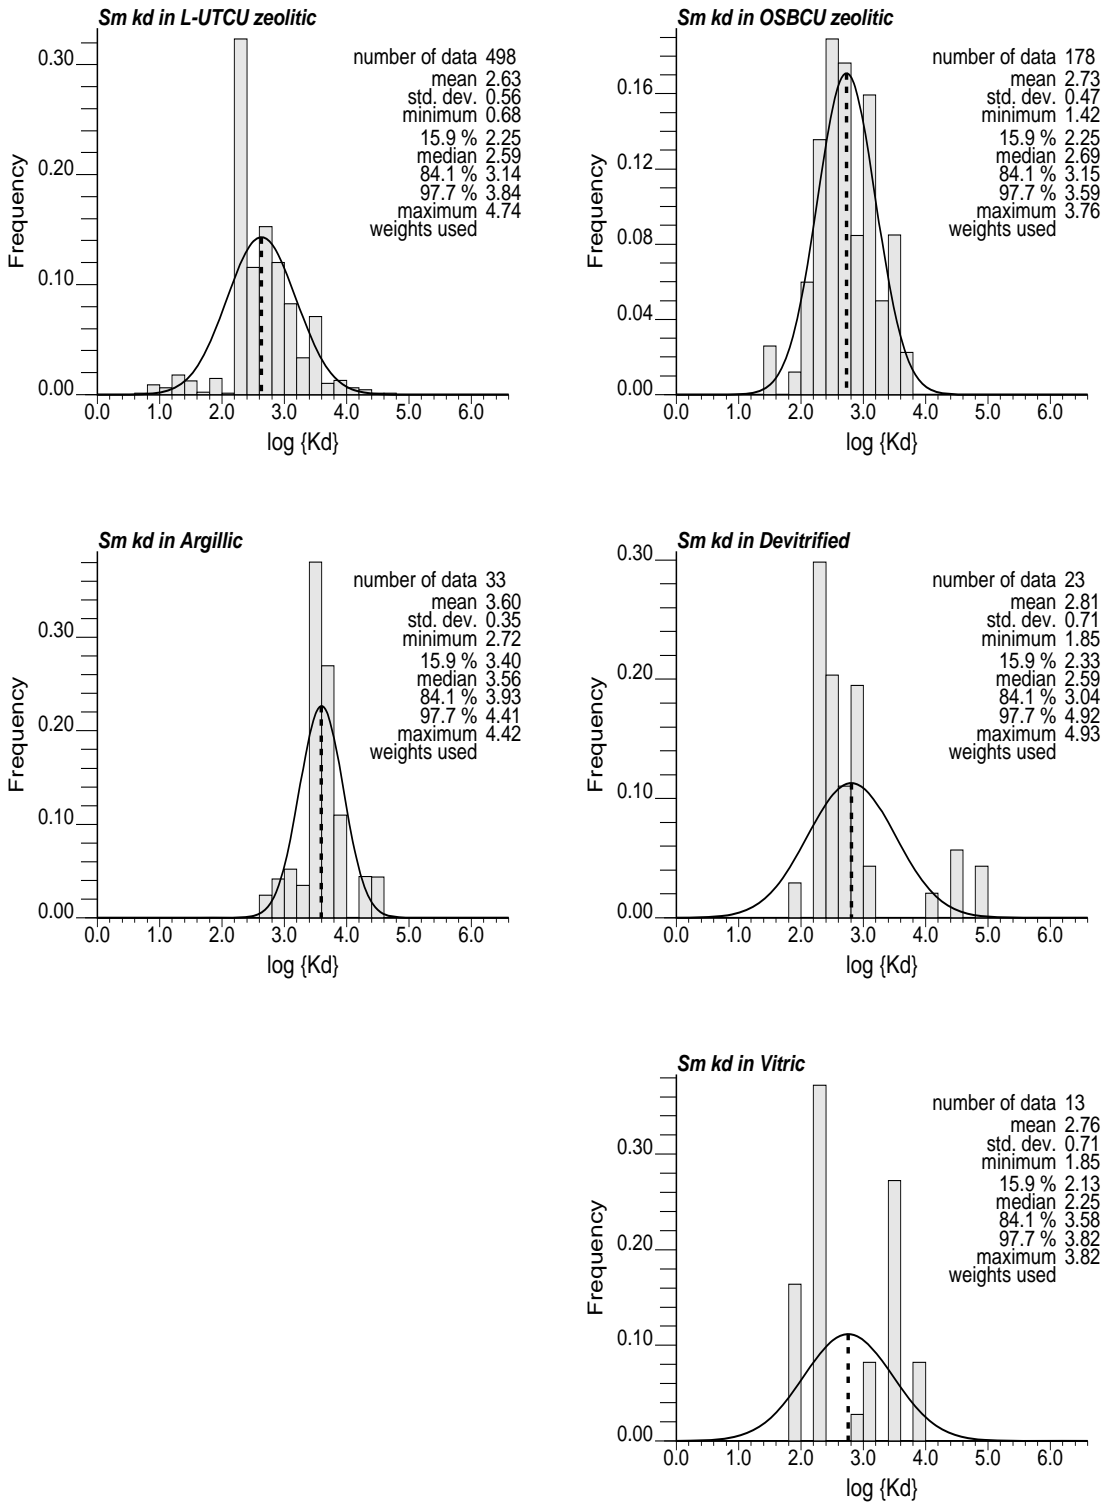 Sm kd in L-UTCU zeolitic
number of data 498
mean 2.63
std. dev. 0.56
minimum 0.68
15.9 % 2.25
median 2.59
84.1 % 3.14
97.7 % 3.84
maximum 4.74
weights used
Frequency
0.30
0.20
0.10
0.00
0.0 1.0 2.0 3.0 4.0 5.0 6.0
log {Kd}
Sm kd in OSBCU zeolitic
number of data 178
mean 2.73
std. dev. 0.47
minimum 1.42
15.9 % 2.25
median 2.69
84.1 % 3.15
97.7 % 3.59
maximum 3.76
weights used
Frequency
0.16
0.12
0.08
0.04
0.00
0.0 1.0 2.0 3.0 4.0 5.0 6.0
log {Kd}
Sm kd in Argillic
number of data 33
mean 3.60
std. dev. 0.35
minimum 2.72
15.9 % 3.40
median 3.56
84.1 % 3.93
97.7 % 4.41
maximum 4.42
weights used
Frequency
0.30
0.20
0.10
0.00
0.0 1.0 2.0 3.0 4.0 5.0 6.0
log {Kd}
Sm kd in Devitrified
number of data 23
mean 2.81
std. dev. 0.71
minimum 1.85
15.9 % 2.33
median 2.59
84.1 % 3.04
97.7 % 4.92
maximum 4.93
weights used
Frequency
0.30
0.20
0.10
0.00
0.0 1.0 2.0 3.0 4.0 5.0 6.0
log {Kd}
Sm kd in Vitric
number of data 13
mean 2.76
std. dev. 0.71
minimum 1.85
15.9 % 2.13
median 2.25
84.1 % 3.58
97.7 % 3.82
maximum 3.82
weights used
Frequency
0.30
0.20
0.10
0.00
0.0 1.0 2.0 3.0 4.0 5.0 6.0
log {Kd}